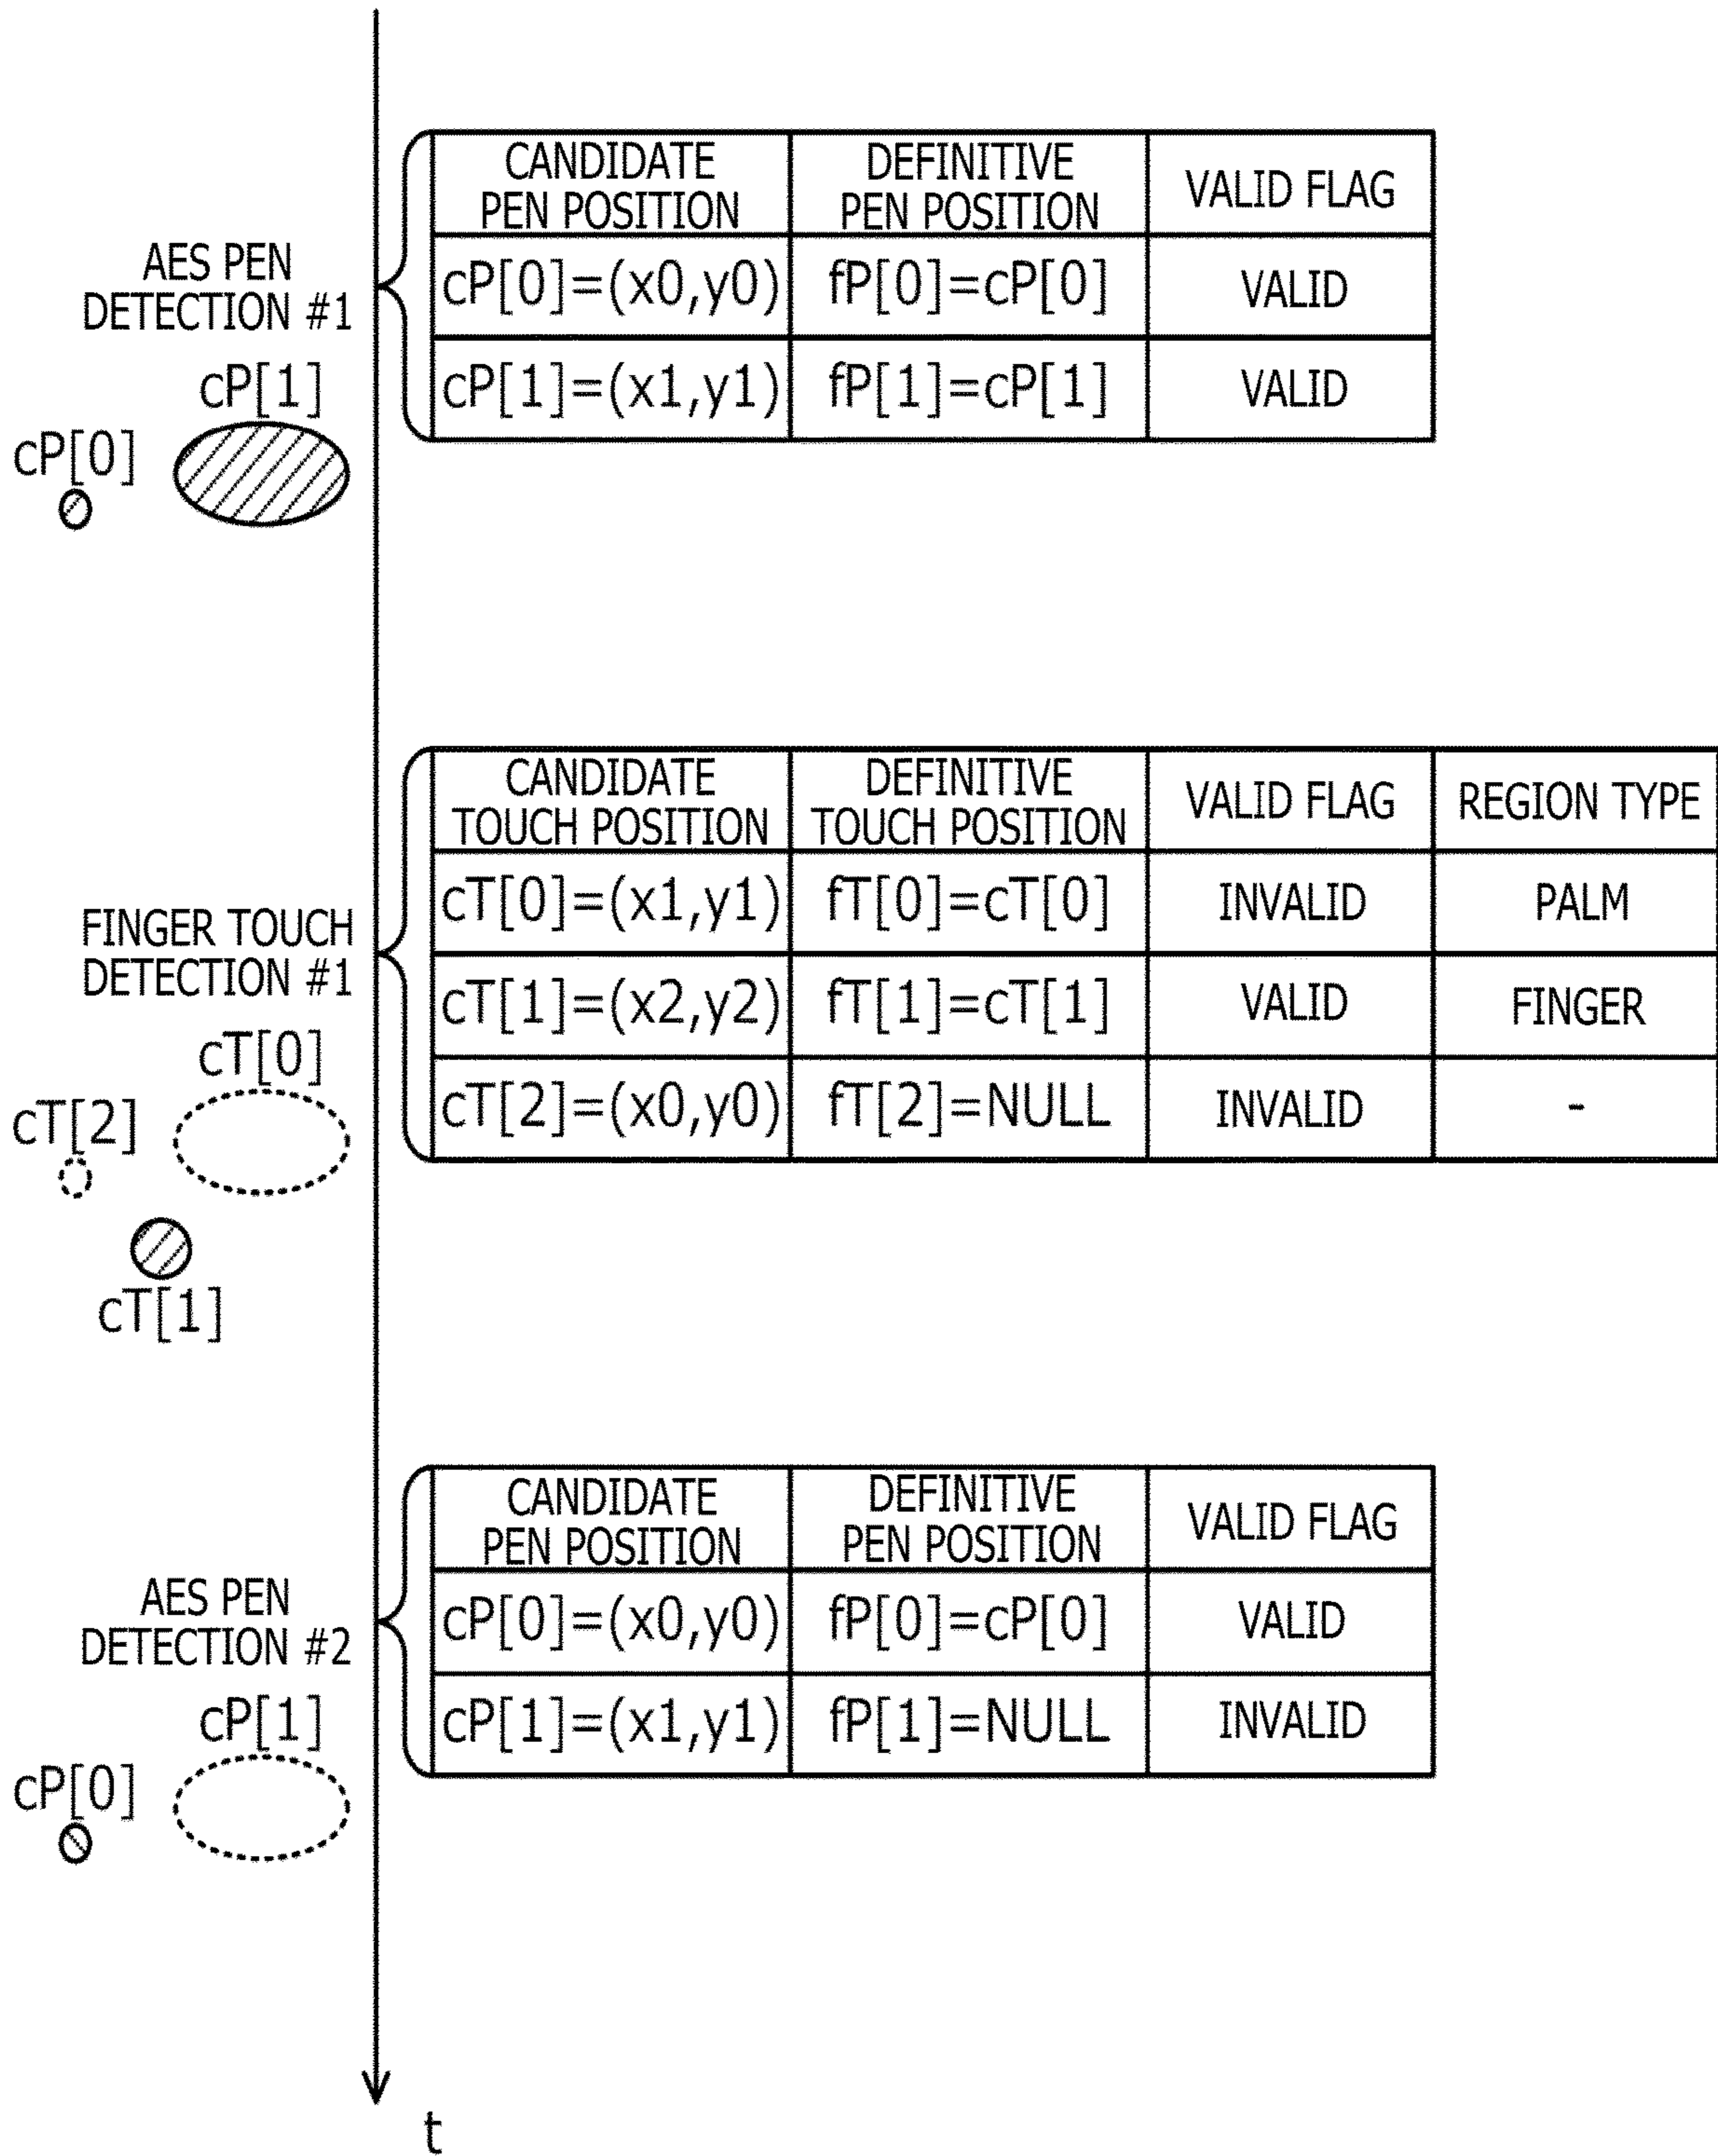 AES PEN
DETECTION #1
cP[1]
cP[0]
CANDIDATE
PEN POSITION
DEFINITIVE
PEN POSITION
VALID FLAG
cP[0]=(x0,y0)
fP[0]=cP[0]
VALID
cP[1]=(x1,y1)
fP[1]=cP[1]
VALID
FINGER TOUCH
DETECTION #1
cT[0]
cT[2]
cT[1]
CANDIDATE
TOUCH POSITION
DEFINITIVE
TOUCH POSITION
VALID FLAG
REGION TYPE
cT[0]=(x1,y1)
fT[0]=cT[0]
INVALID
PALM
cT[1]=(x2,y2)
fT[1]=cT[1]
VALID
FINGER
cT[2]=(x0,y0)
fT[2]=NULL
INVALID
-
AES PEN
DETECTION #2
cP[1]
cP[0]
CANDIDATE
PEN POSITION
DEFINITIVE
PEN POSITION
VALID FLAG
cP[0]=(x0,y0)
fP[0]=cP[0]
VALID
cP[1]=(x1,y1)
fP[1]=NULL
INVALID
t